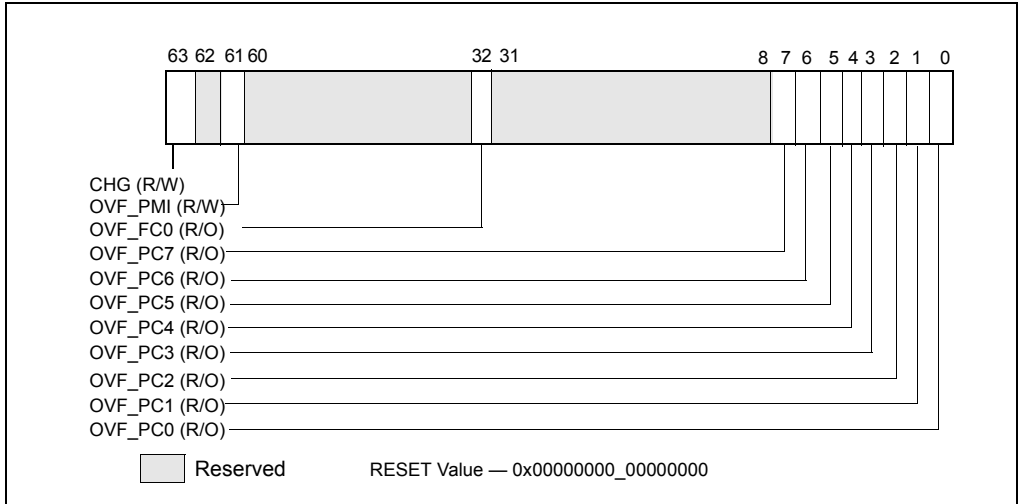 63 62 61 60 32 31 8 7 6 5 4 3 2 1 0
CHG (R/W)
OVF_PMI (R/W)
OVF_FC0 (R/O)
OVF_PC7 (R/O)
OVF_PC6 (R/O)
OVF_PC5 (R/O)
OVF_PC4 (R/O)
OVF_PC3 (R/O)
OVF_PC2 (R/O)
OVF_PC1 (R/O)
OVF_PC0 (R/O)
Reserved RESET Value — 0x00000000_00000000